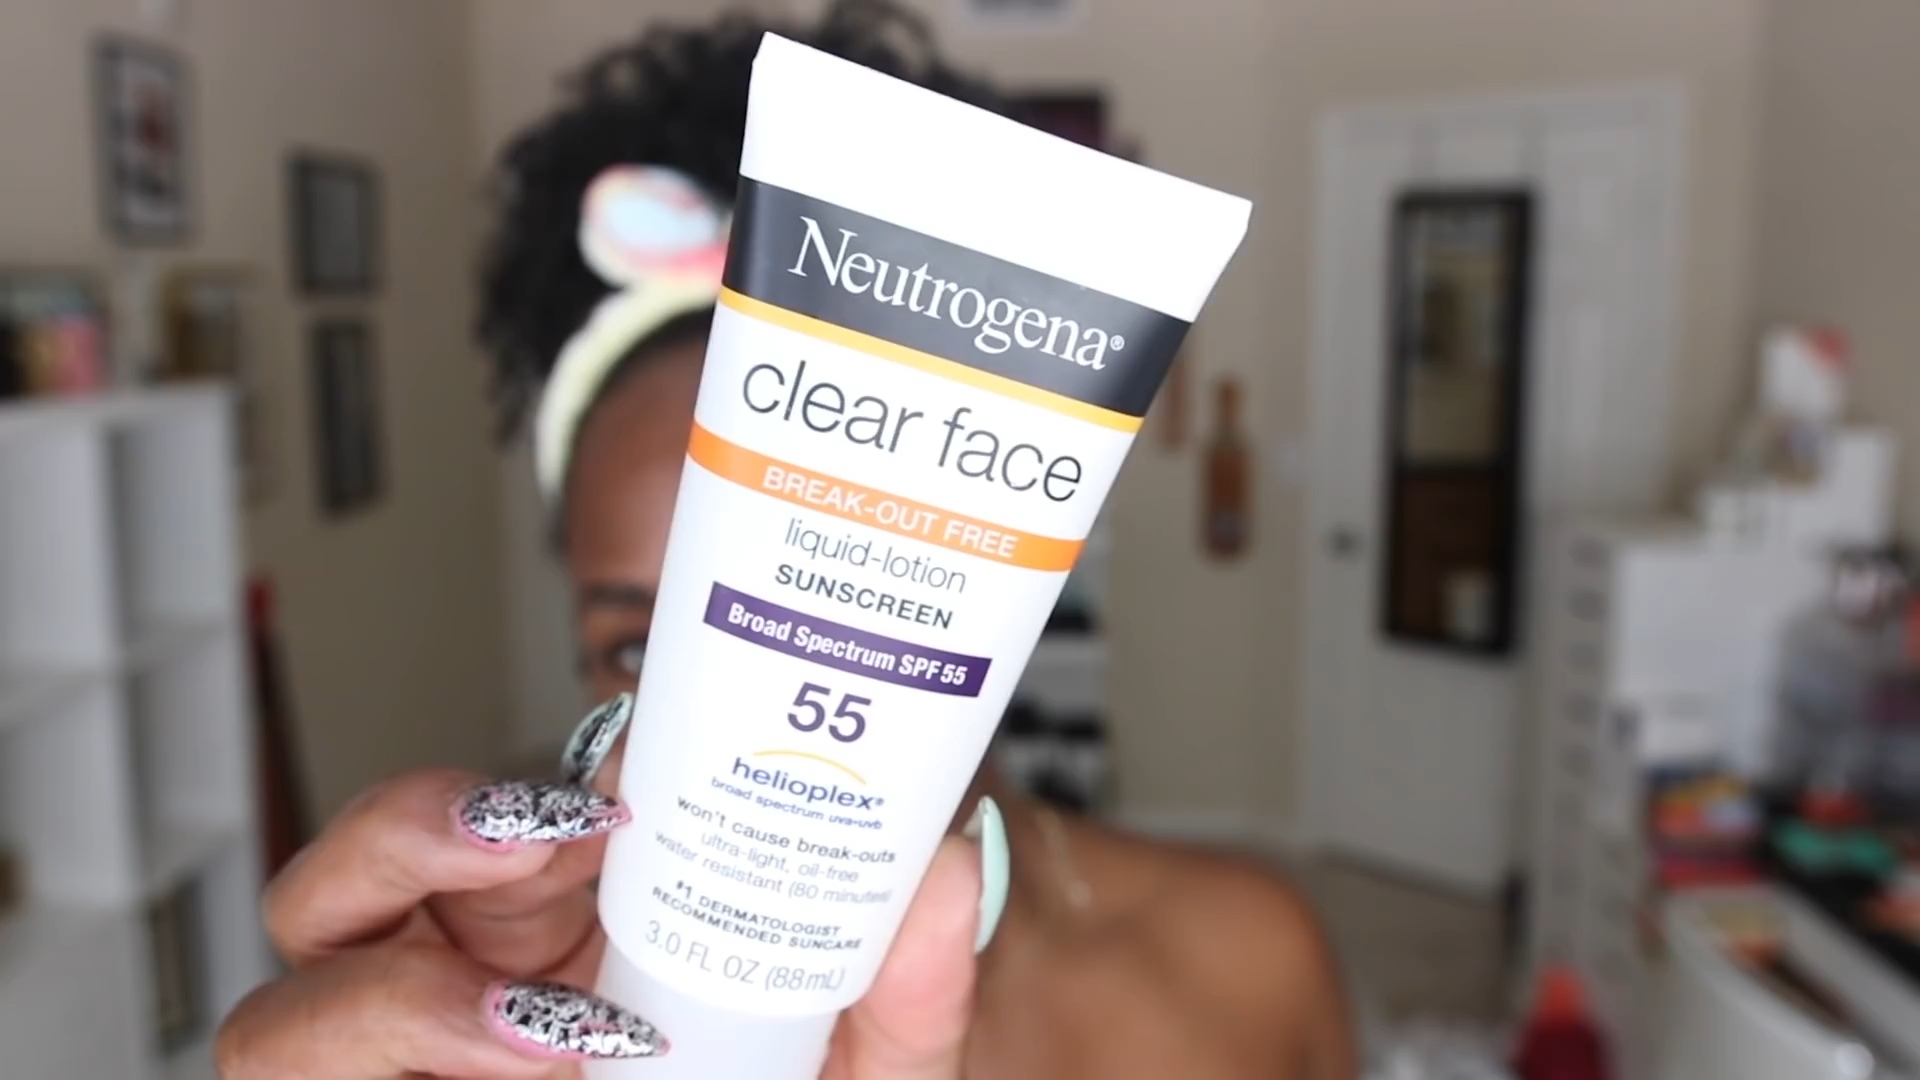 Neutrogena®
clear face
BREAK-OUT FREE
liquid-lotion
SUNSCREEN
Broad Spectrum SPF 55
55
helioplex®
broad spectrum uva•uvb
won't cause break-outs
ultra-light, oil-free
water resistant (80 minutes)
#1 DERMATOLOGIST
RECOMMENDED SUNCARE
3.0 FL OZ (88mL)